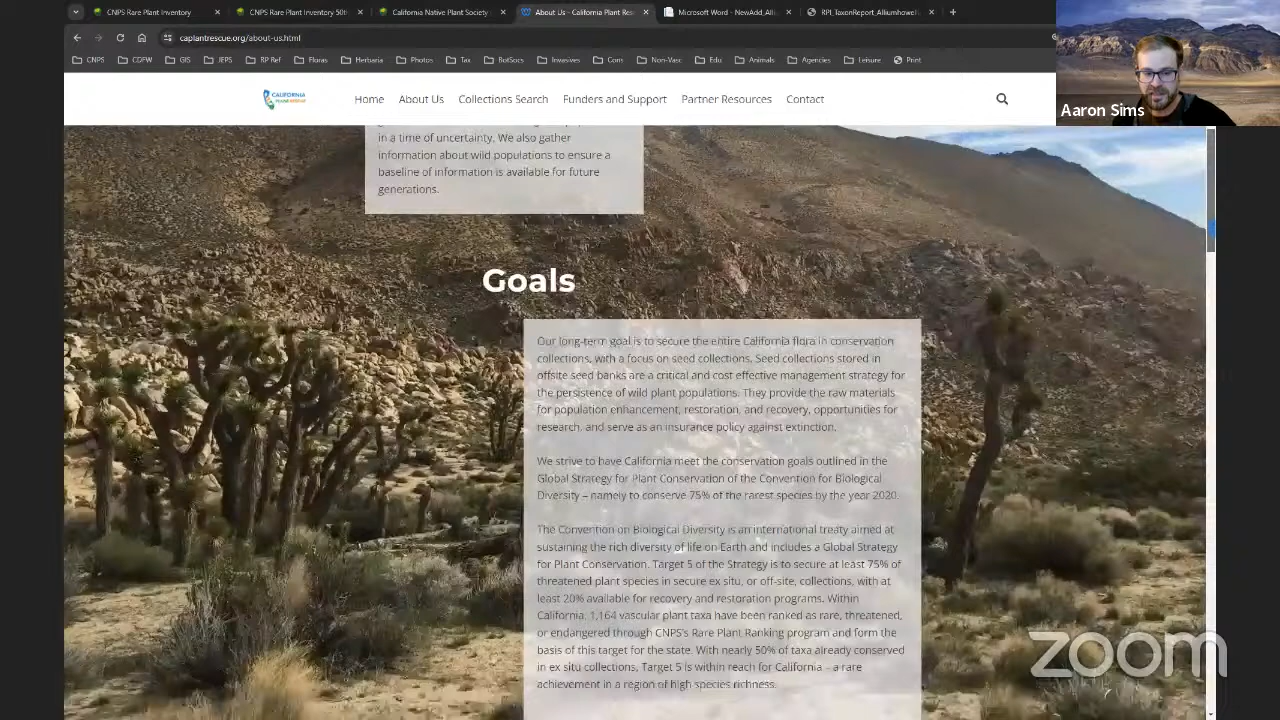 CNPS Rare Plant Inventory
CNPS Rare Plant Inventory 50th
California Native Plant Society
About Us - California Plant Res
Microsoft Word - NewAdd_Alli
RPI_TaxonReport_Alliumhowell
caplantrescue.org/about-us.html
CNPS CDFW GIS JEPS RP Ref Floras Herbaria Photos Tax BotSocs Invasives Cons Non-Vasc Edu Animals Agencies Leisure Print
CALIFORNIA
PLANT RESCUE
Home About Us Collections Search Funders and Support Partner Resources Contact
Aaron Sims
in a time of uncertainty. We also gather
information about wild populations to ensure a
baseline of information is available for future
generations.
Goals
Our long-term goal is to secure the entire California flora in conservation
collections, with a focus on seed collections. Seed collections stored in
offsite seed banks are a critical and cost effective management strategy for
the persistence of wild plant populations. They provide the raw materials
for population enhancement, restoration, and recovery, opportunities for
research, and serve as an insurance policy against extinction.
We strive to have California meet the conservation goals outlined in the
Global Strategy for Plant Conservation of the Convention for Biological
Diversity – namely to conserve 75% of the rarest species by the year 2020.
The Convention on Biological Diversity is an international treaty aimed at
sustaining the rich diversity of life on Earth and includes a Global Strategy
for Plant Conservation. Target 5 of the Strategy is to secure at least 75% of
threatened plant species in secure ex situ, or off-site, collections, with at
least 20% available for recovery and restoration programs. Within
California, 1,164 vascular plant taxa have been ranked as rare, threatened,
or endangered through CNPS's Rare Plant Ranking program and form the
basis of this target for the state. With nearly 50% of taxa already conserved
in ex situ collections, Target 5 is within reach for California – a rare
achievement in a region of high species richness.
zoom